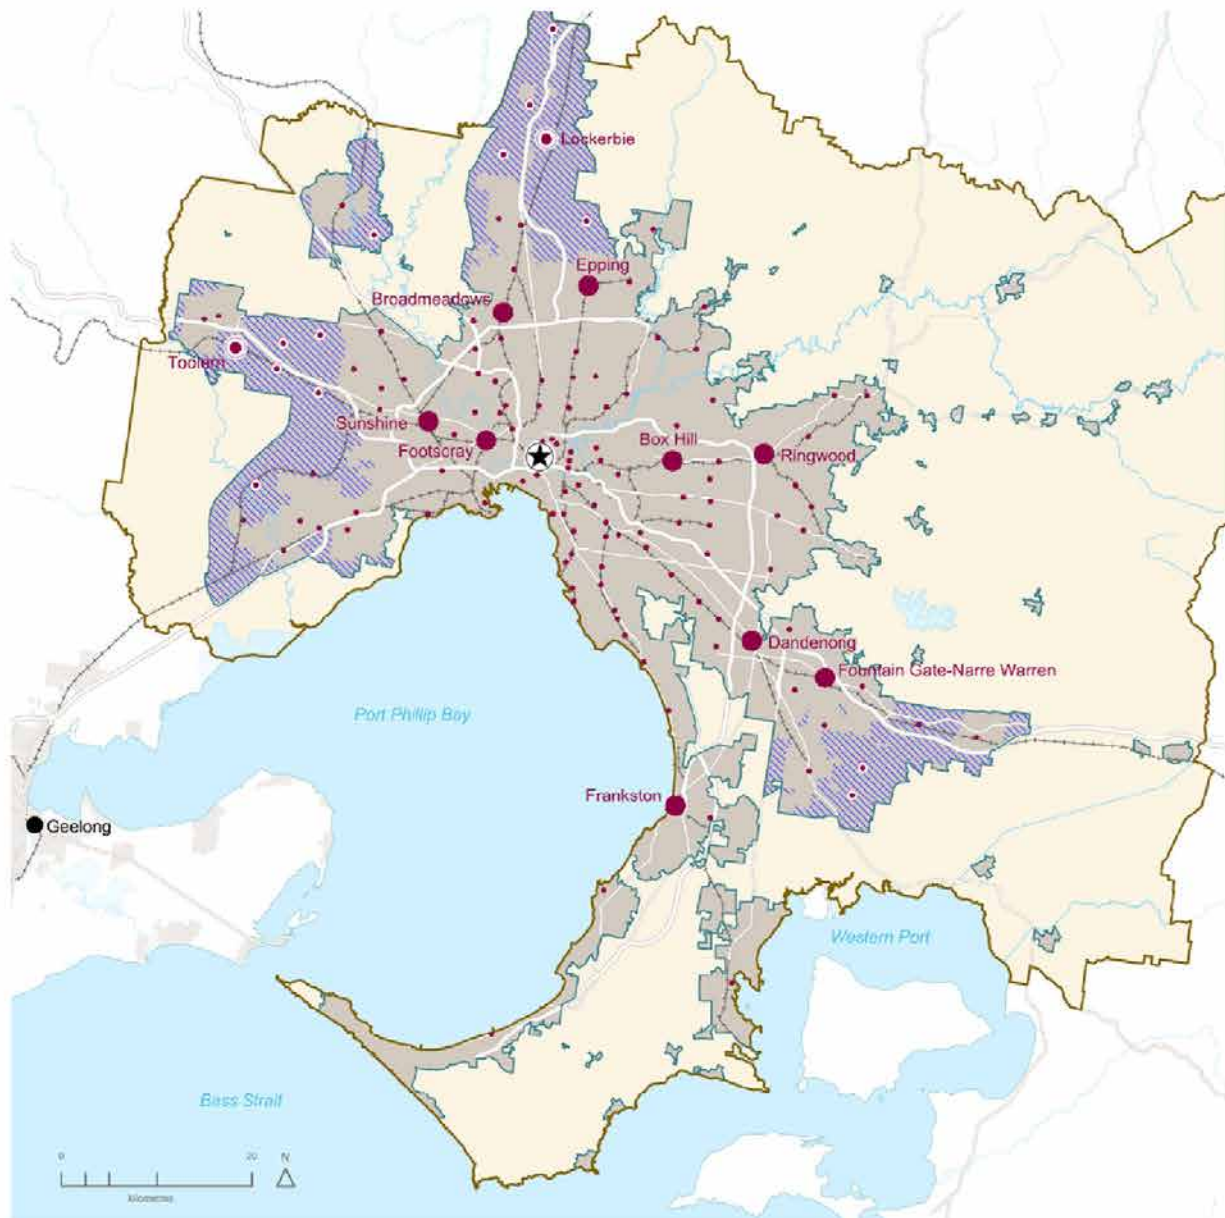 Lockerbie
Epping
Broadmeadows
Toolern
Sunshine
Footscray
Box Hill
Ringwood
Dandenong
Fountain Gate-Narre Warren
Port Phillip Bay
Frankston
Geelong
Western Port
Bass Strait
0 20 N
kilometres